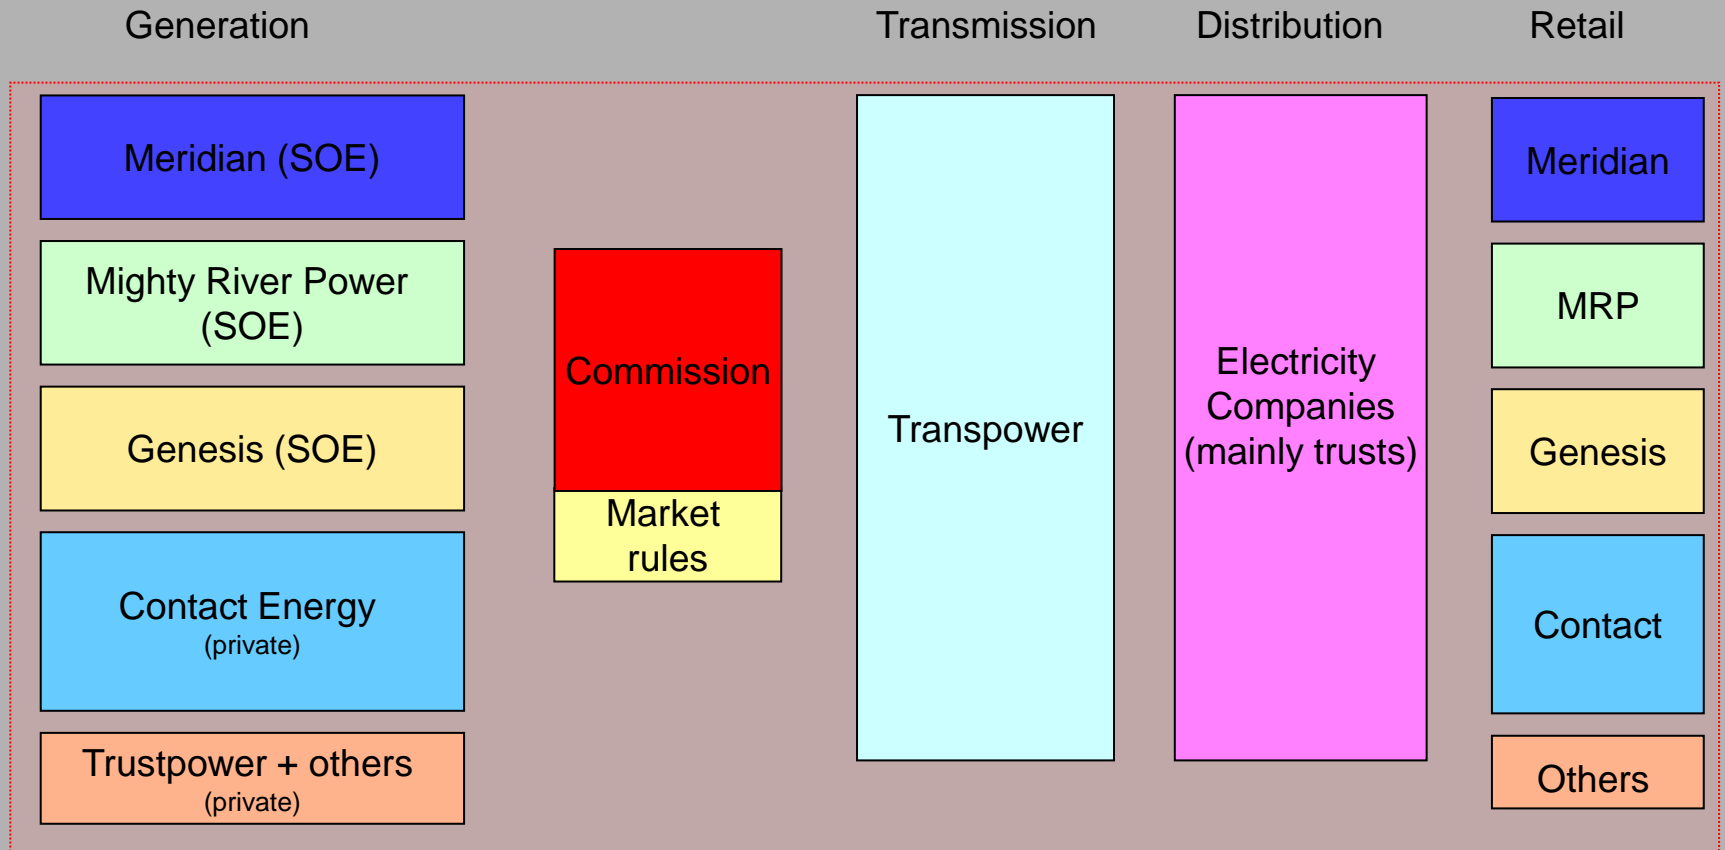 Generation
Transmission
Distribution
Retail
Meridian (SOE)
Mighty River Power
(SOE)
Genesis (SOE)
Contact Energy
(private)
Trustpower + others
(private)
Commission
Market
rules
Transpower
Electricity
Companies
(mainly trusts)
Meridian
MRP
Genesis
Contact
Others